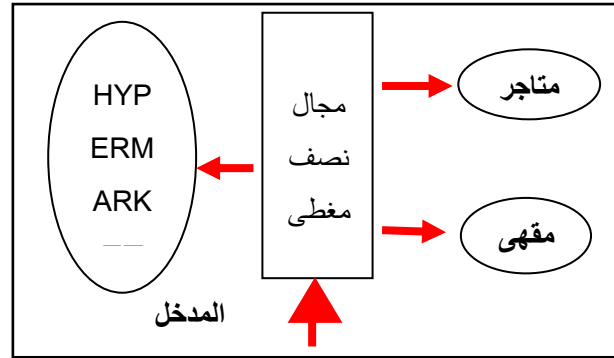 HYP
ERM
ARK
مجال
نصف
مغطى
متاجر
مقهى
المدخل